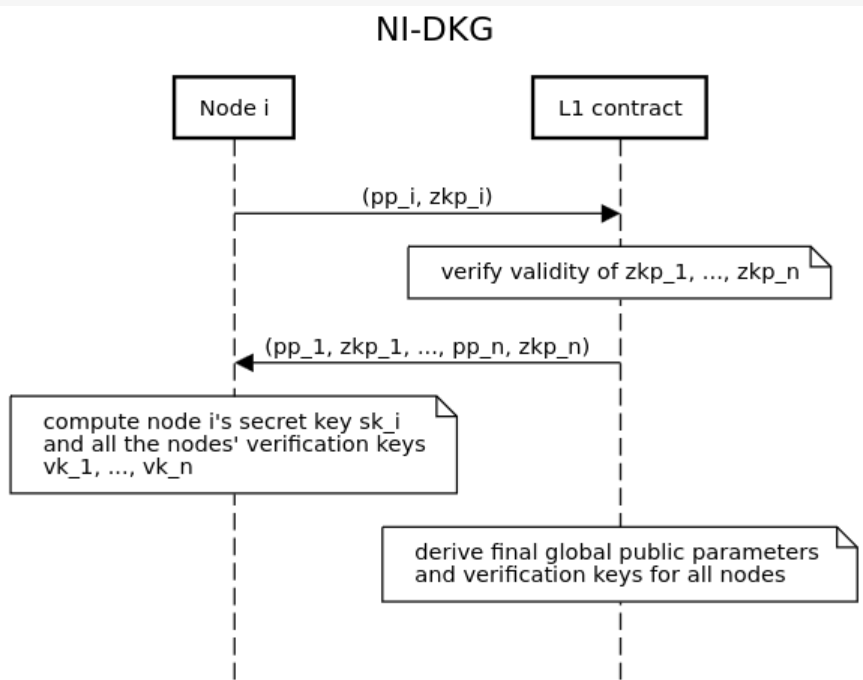 NI-DKG
Node i
L1 contract
(pp_i, zkp_i)
verify validity of zkp_1, ..., zkp_n
(pp_1, zkp_1, ..., pp_n, zkp_n)
compute node i's secret key sk_i
and all the nodes' verification keys
vk_1, ..., vk_n
derive final global public parameters
and verification keys for all nodes